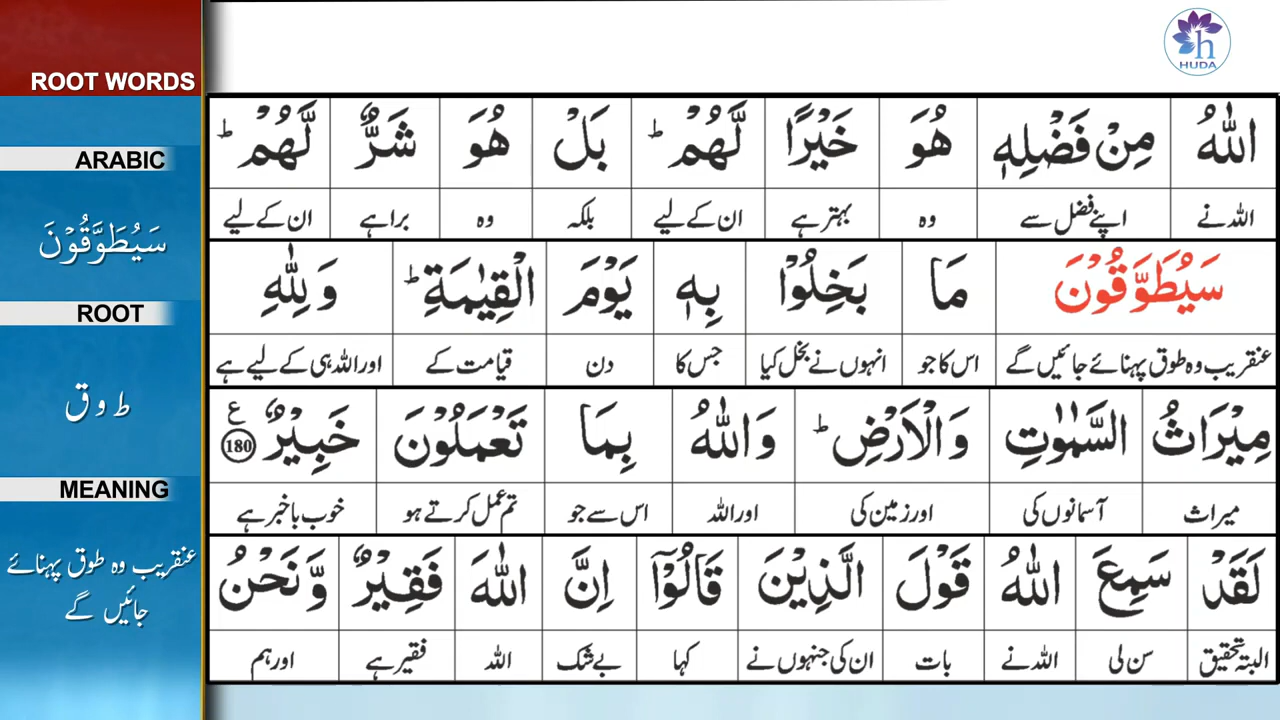 ROOT WORDS
ARABIC
سَيُطَوَّقُوْنَ
ROOT
ط و ق
MEANING
عنقریب وہ طوق پہنائے
جائیں گے
h
HUDA
اللّٰهُ مِنْ فَضْلِهٖ هُوَ خَيْرًا لَّهُمْ ؕ بَلْ هُوَ شَرٌّ لَّهُمْ ؕ
اللہ نے اپنے فضل سے وہ بہتر ہے ان کے لیے بلکہ وہ برا ہے ان کے لیے
سَيُطَوَّقُوْنَ مَا بَخِلُوْا بِهٖ يَوْمَ الْقِيٰمَةِ ؕ وَلِلّٰهِ
عنقریب وہ طوق پہنائے جائیں گے اس کا جو انہوں نے بخل کیا جس کا دن قیامت کے اور اللہ ہی کے لیے ہے
مِيْرَاثُ السَّمٰوٰتِ وَالْاَرْضِ ؕ وَاللّٰهُ بِمَا تَعْمَلُوْنَ خَبِيْرٌ ع 180
میراث آسمانوں کی اور زمین کی اور اللہ اس سے جو تم عمل کرتے ہو خوب باخبر ہے
لَقَدْ سَمِعَ اللّٰهُ قَوْلَ الَّذِيْنَ قَالُوْۤا اِنَّ اللّٰهَ فَقِيْرٌ وَّنَحْنُ
البتہ تحقیق سن لی اللہ نے بات ان کی جنہوں نے کہا بے شک اللہ فقیر ہے اور ہم